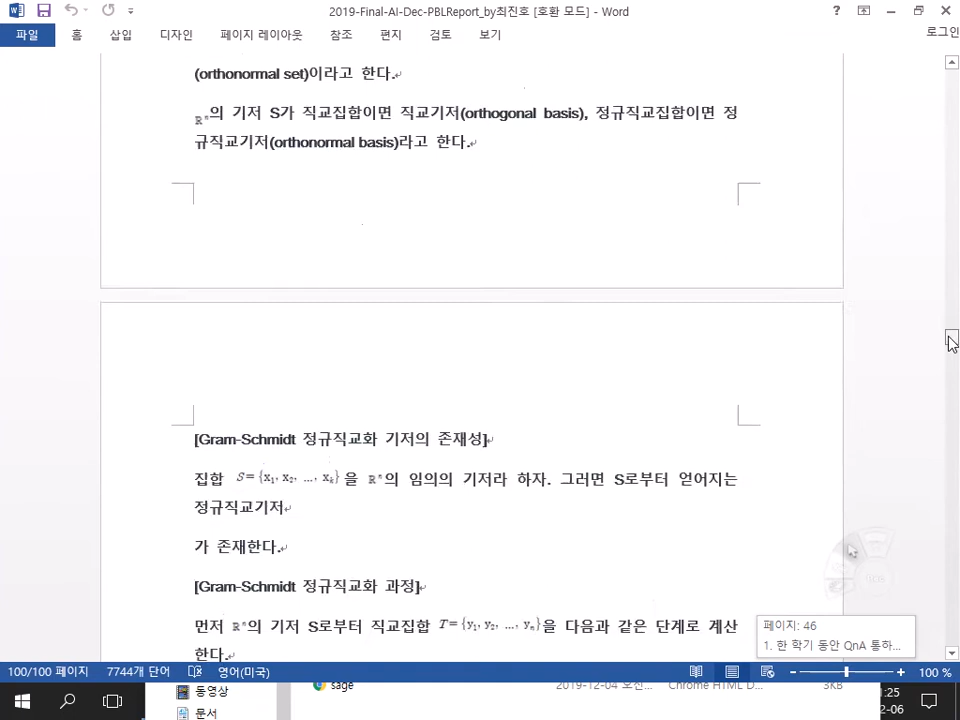 2019-Final-AI-Dec-PBLReport_by최진호 [호환 모드] - Word
파일 홈 삽입 디자인 페이지 레이아웃 참조 편지 검토 보기 로그인
(orthonormal set)이라고 한다.
ℝⁿ의 기저 S가 직교집합이면 직교기저(orthogonal basis), 정규직교집합이면 정
규직교기저(orthonormal basis)라고 한다.
[Gram-Schmidt 정규직교화 기저의 존재성]
집합 S={x₁, x₂, ..., xₖ}을 ℝⁿ의 임의의 기저라 하자. 그러면 S로부터 얻어지는
정규직교기저
가 존재한다.
[Gram-Schmidt 정규직교화 과정]
먼저 ℝⁿ의 기저 S로부터 직교집합 T={y₁, y₂, ..., yₙ}을 다음과 같은 단계로 계산
한다.
페이지: 46
1. 한 학기 동안 QnA 통하...
100/100 페이지 7744개 단어 영어(미국) 100 %
동영상 sage 2019-12-04 오전... Chrome HTML D... 3KB
문서
1:25
2-06